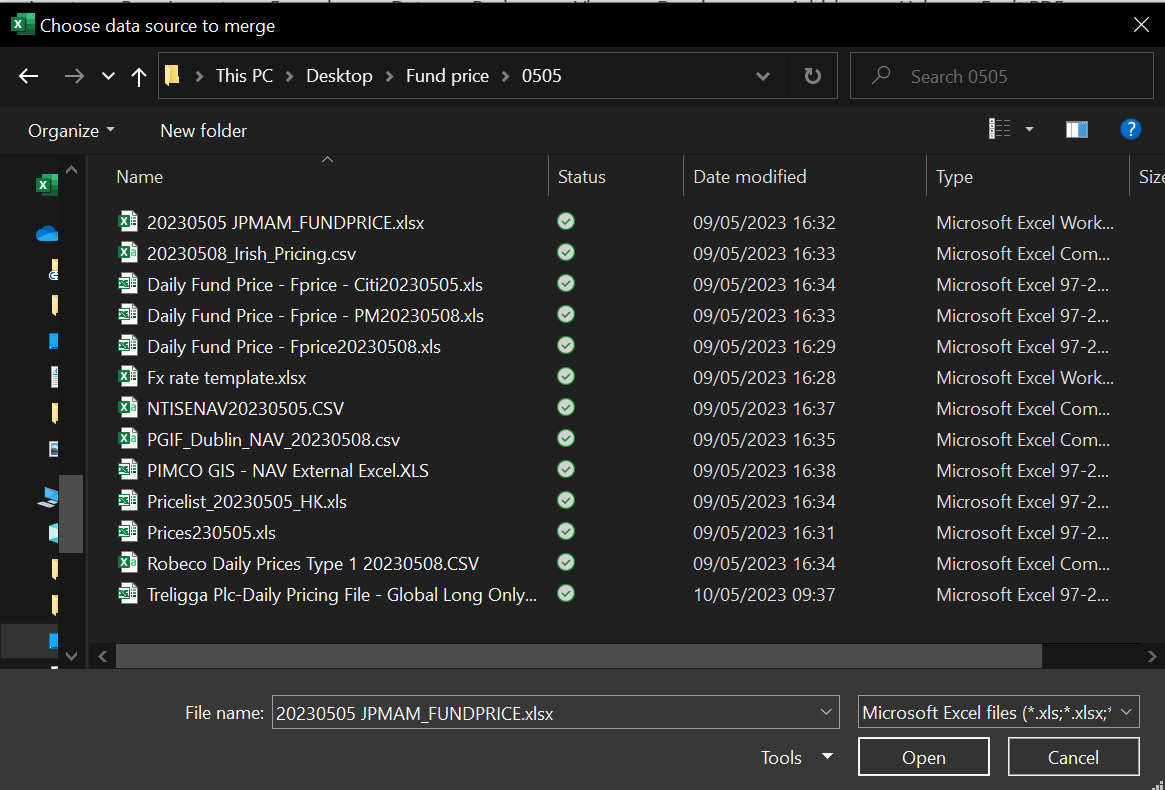 Choose data source to merge
This PC > Desktop > Fund price > 0505
Search 0505
Organize New folder
Name Status Date modified Type Size
20230505 JPMAM_FUNDPRICE.xlsx 09/05/2023 16:32 Microsoft Excel Work...
20230508_Irish_Pricing.csv 09/05/2023 16:33 Microsoft Excel Com...
Daily Fund Price - Fprice - Citi20230505.xls 09/05/2023 16:34 Microsoft Excel 97-2...
Daily Fund Price - Fprice - PM20230508.xls 09/05/2023 16:33 Microsoft Excel 97-2...
Daily Fund Price - Fprice20230508.xls 09/05/2023 16:29 Microsoft Excel 97-2...
Fx rate template.xlsx 09/05/2023 16:28 Microsoft Excel Work...
NTISENAV20230505.CSV 09/05/2023 16:37 Microsoft Excel Com...
PGIF_Dublin_NAV_20230508.csv 09/05/2023 16:35 Microsoft Excel Com...
PIMCO GIS - NAV External Excel.XLS 09/05/2023 16:38 Microsoft Excel 97-2...
Pricelist_20230505_HK.xls 09/05/2023 16:34 Microsoft Excel 97-2...
Prices230505.xls 09/05/2023 16:31 Microsoft Excel 97-2...
Robeco Daily Prices Type 1 20230508.CSV 09/05/2023 16:34 Microsoft Excel Com...
Treligga Plc-Daily Pricing File - Global Long Only... 10/05/2023 09:37 Microsoft Excel 97-2...
File name: 20230505 JPMAM_FUNDPRICE.xlsx Microsoft Excel files (*.xls;*.xlsx;*
Tools Open Cancel